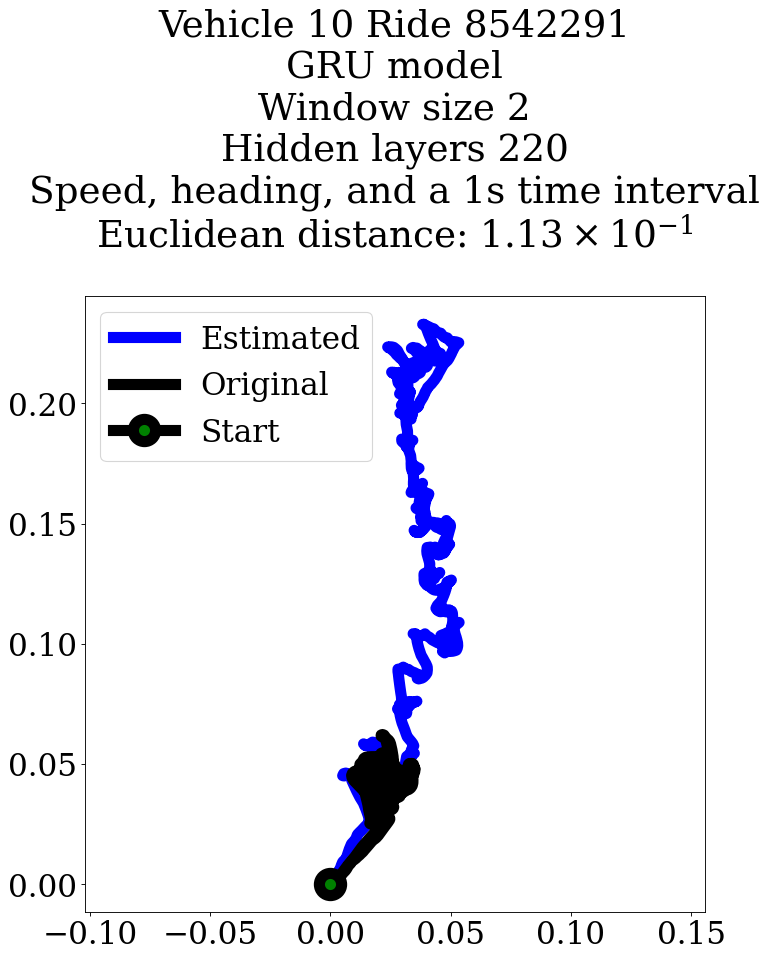 Vehicle 10 Ride 8542291
GRU model
Window size 2
Hidden layers 220
Speed, heading, and a 1s time interval
Euclidean distance: 1.13 × 10⁻¹
Estimated
Original
Start
0.20
0.15
0.10
0.05
0.00
−0.10 −0.05 0.00 0.05 0.10 0.15